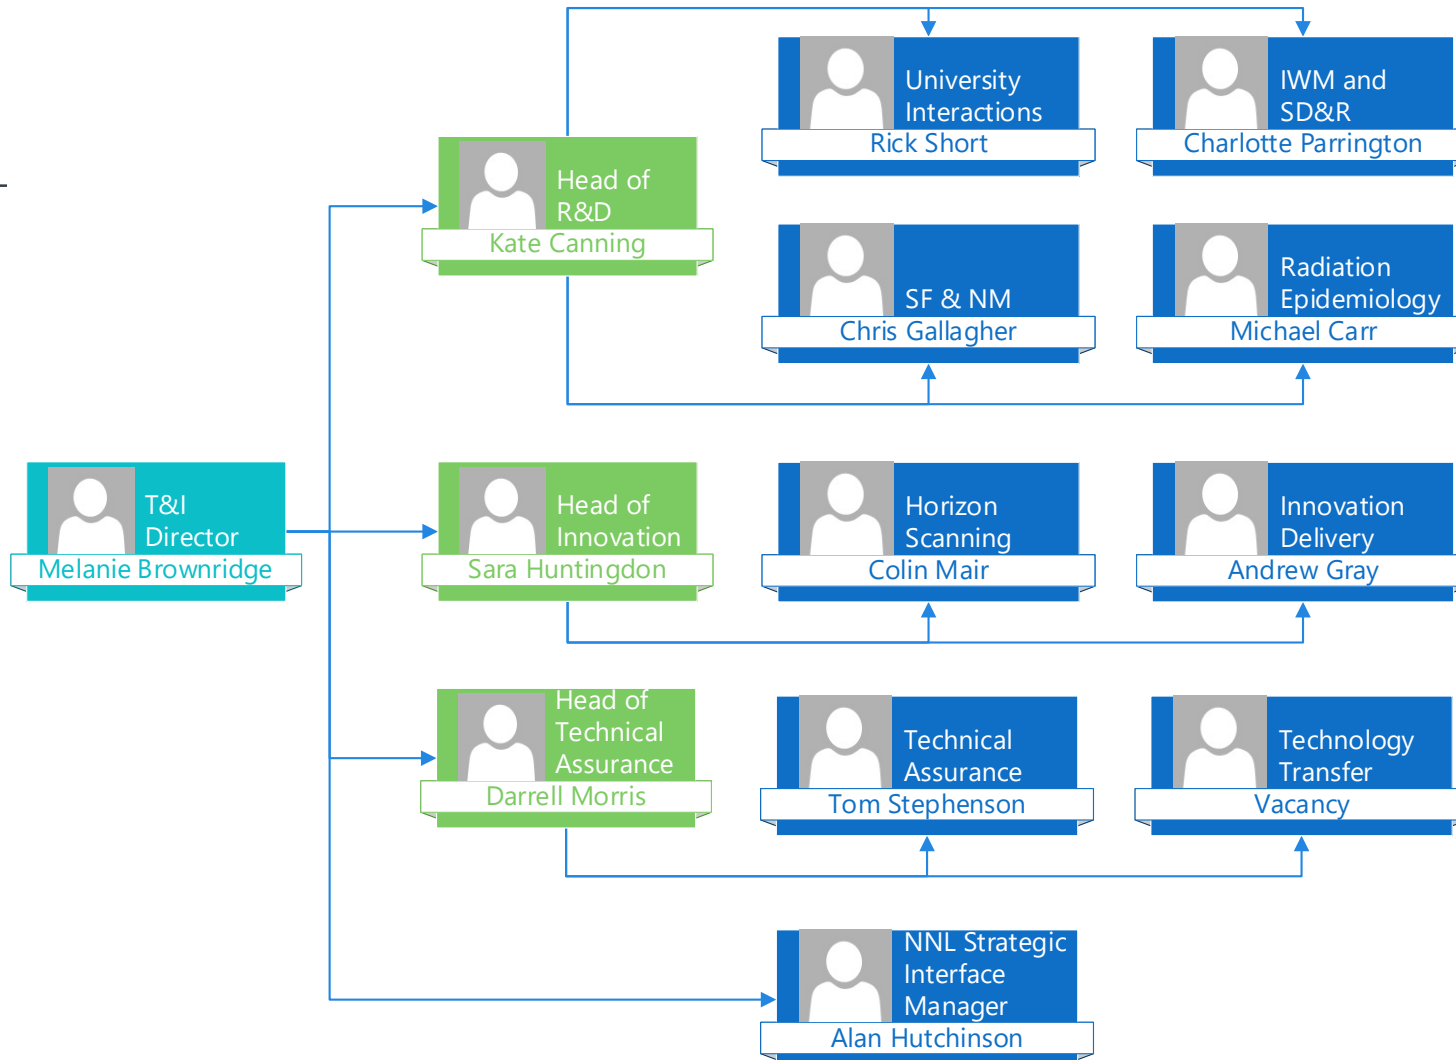 University
Interactions
Rick Short
IWM and
SD&R
Charlotte Parrington
Head of
R&D
Kate Canning
SF & NM
Chris Gallagher
Radiation
Epidemiology
Michael Carr
T&I
Director
Melanie Brownridge
Head of
Innovation
Sara Huntingdon
Horizon
Scanning
Colin Mair
Innovation
Delivery
Andrew Gray
Head of
Technical
Assurance
Darrell Morris
Technical
Assurance
Tom Stephenson
Technology
Transfer
Vacancy
NNL Strategic
Interface
Manager
Alan Hutchinson